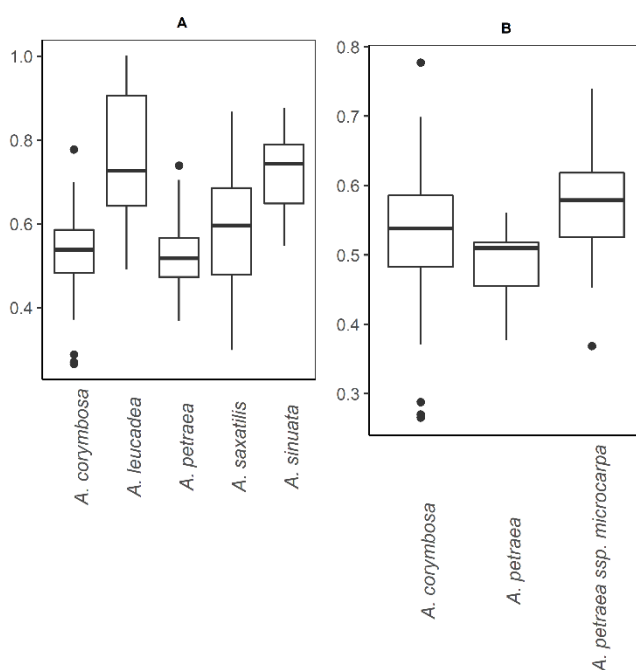 A
1.0
0.8
0.6
0.4
A. corymbosa
A. leucadea
A. petraea
A. saxatilis
A. sinuata
B
0.8
0.7
0.6
0.5
0.4
0.3
A. corymbosa
A. petraea
A. petraea ssp. microcarpa